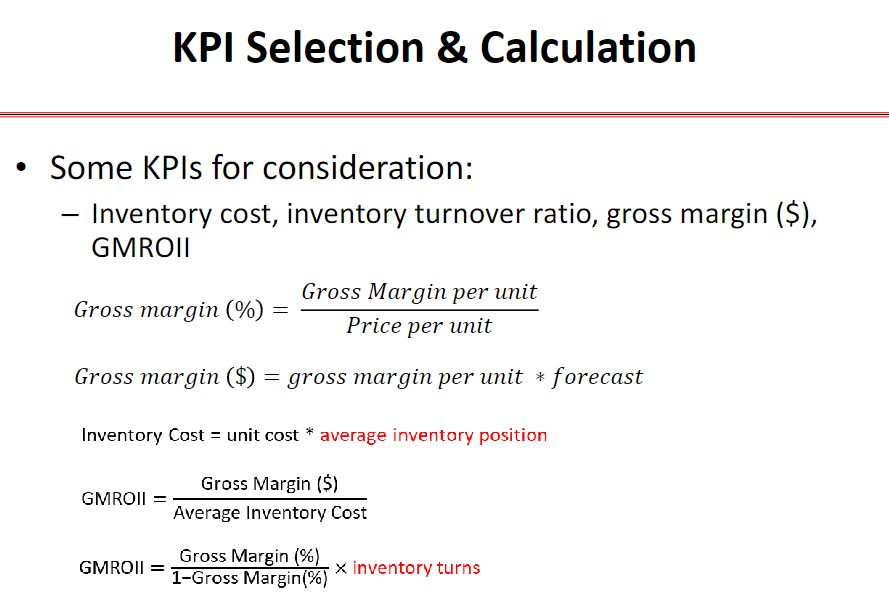 KPI Selection & Calculation
• Some KPIs for consideration:
– Inventory cost, inventory turnover ratio, gross margin ($),
GMROII
Gross margin (%) = Gross Margin per unit / Price per unit
Gross margin ($) = gross margin per unit * forecast
Inventory Cost = unit cost * average inventory position
GMROII = Gross Margin ($) / Average Inventory Cost
GMROII = Gross Margin (%) / 1−Gross Margin(%) × inventory turns